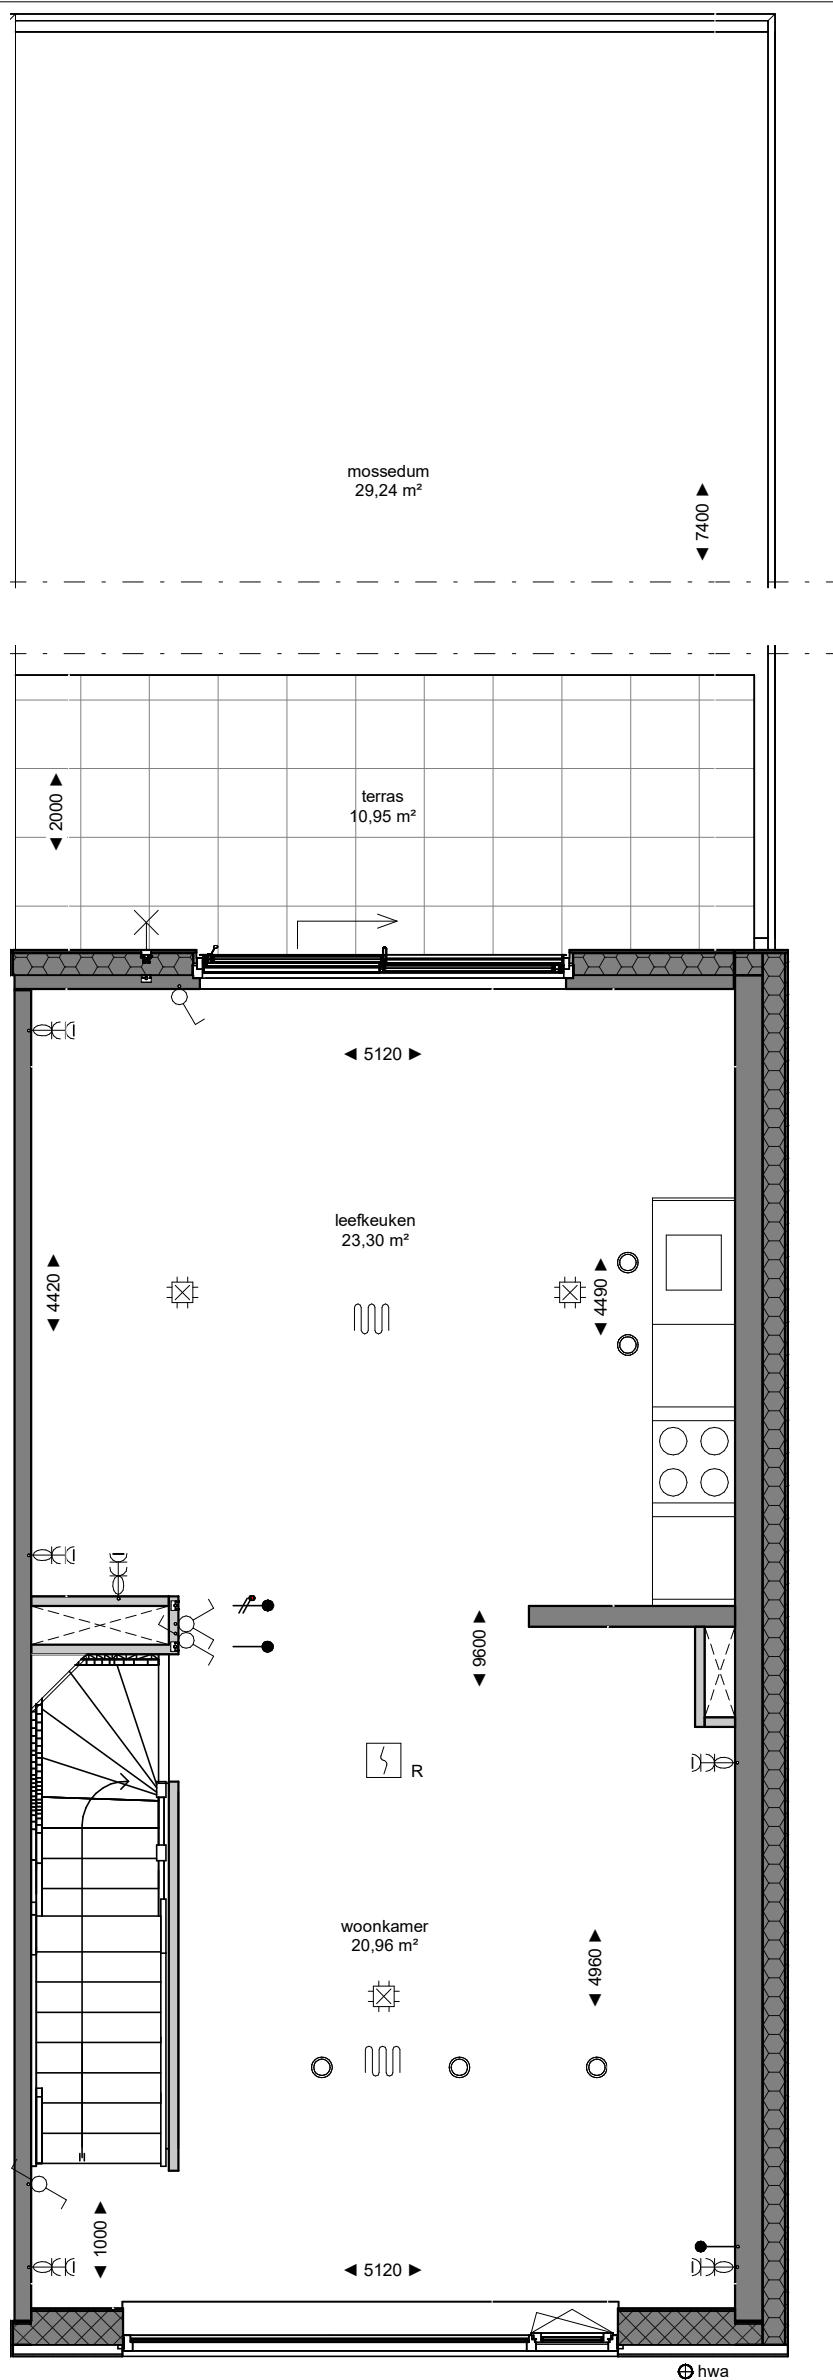 mossedum
29,24 m²
◄ 7400 ►
terras
10,95 m²
◄ 2000 ►
◄ 5120 ►
leefkeuken
23,30 m²
◄ 4420 ►
◄ 4490 ►
◄ 9600 ►
R
woonkamer
20,96 m²
◄ 4960 ►
◄ 1000 ►
◄ 5120 ►
hwa